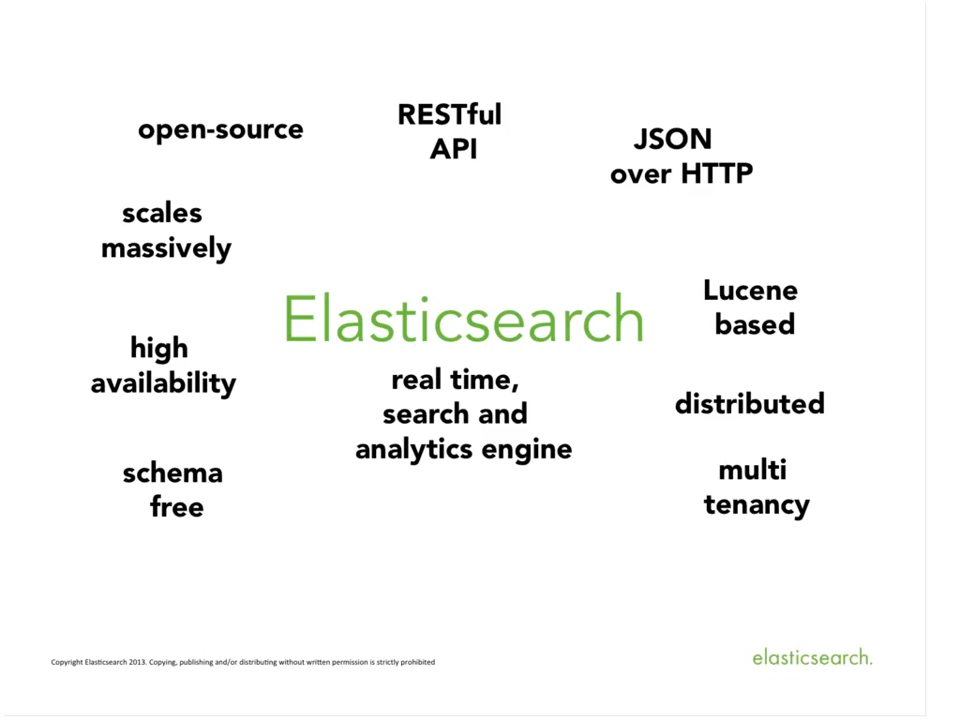 open-source
RESTful
API
JSON
over HTTP
scales
massively
Elasticsearch
Lucene
based
high
availability
real time,
search and
analytics engine
distributed
schema
free
multi
tenancy
Copyright Elasticsearch 2013. Copying, publishing and/or distributing without written permission is strictly prohibited
elasticsearch.